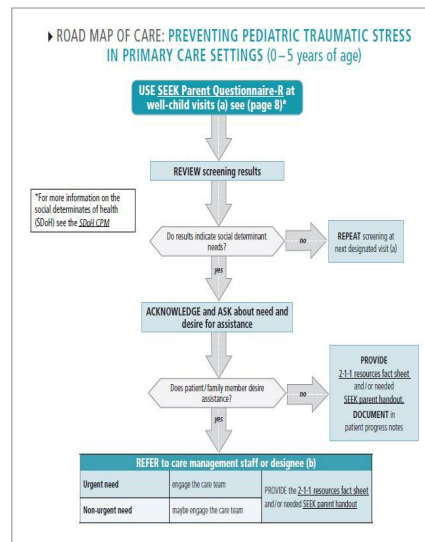 ▸ ROAD MAP OF CARE: PREVENTING PEDIATRIC TRAUMATIC STRESS
IN PRIMARY CARE SETTINGS (0–5 years of age)
USE SEEK Parent Questionnaire-R at
well-child visits (a) see (page 8)*
REVIEW screening results
*For more information on the
social determinates of health
(SDoH) see the SDoH CPM
Do results indicate social determinant
needs?
no
REPEAT screening at
next designated visit (a)
yes
ACKNOWLEDGE and ASK about need and
desire for assistance
Does patient/family member desire
assistance?
no
PROVIDE
2-1-1 resources fact sheet
and/or needed
SEEK parent handout.
DOCUMENT in
patient progress notes
yes
REFER to care management staff or designee (b)
Urgent need
engage the care team
Non-urgent need
maybe engage the care team
PROVIDE the 2-1-1 resources fact sheet
and/or needed SEEK parent handout